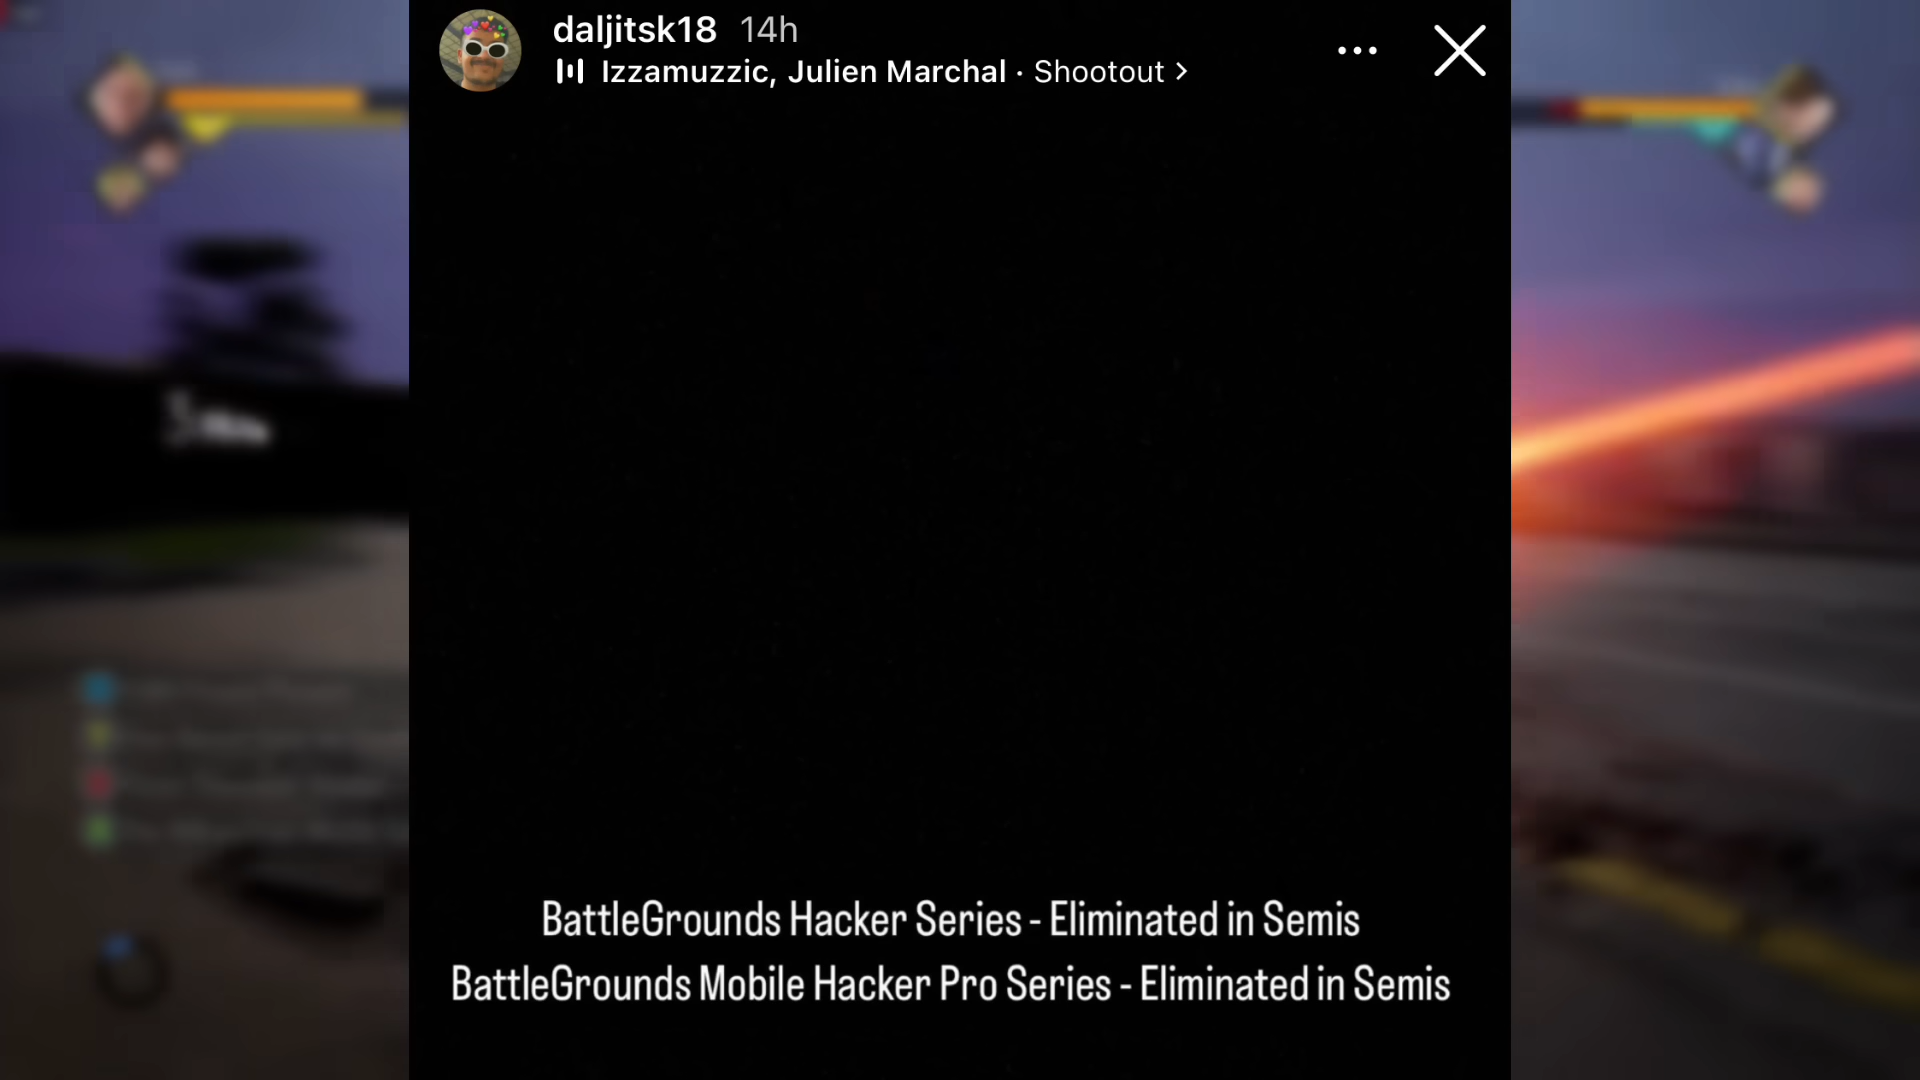 daljitsk18 14h
Izzamuzzic, Julien Marchal · Shootout >
BattleGrounds Hacker Series - Eliminated in Semis
BattleGrounds Mobile Hacker Pro Series - Eliminated in Semis